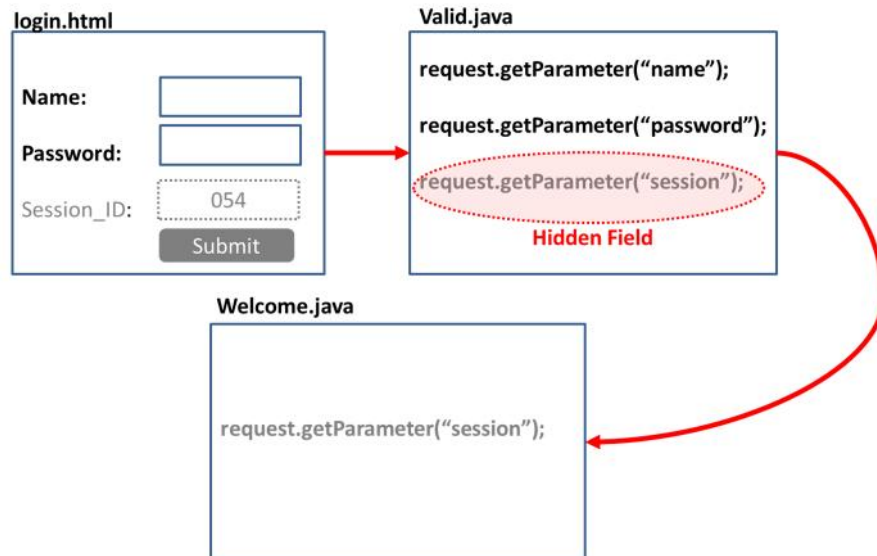 login.html
Name:
Password:
Session_ID:
054
Submit
Valid.java
request.getParameter(“name”);
request.getParameter(“password”);
request.getParameter(“session”);
Hidden Field
Welcome.java
request.getParameter(“session”);